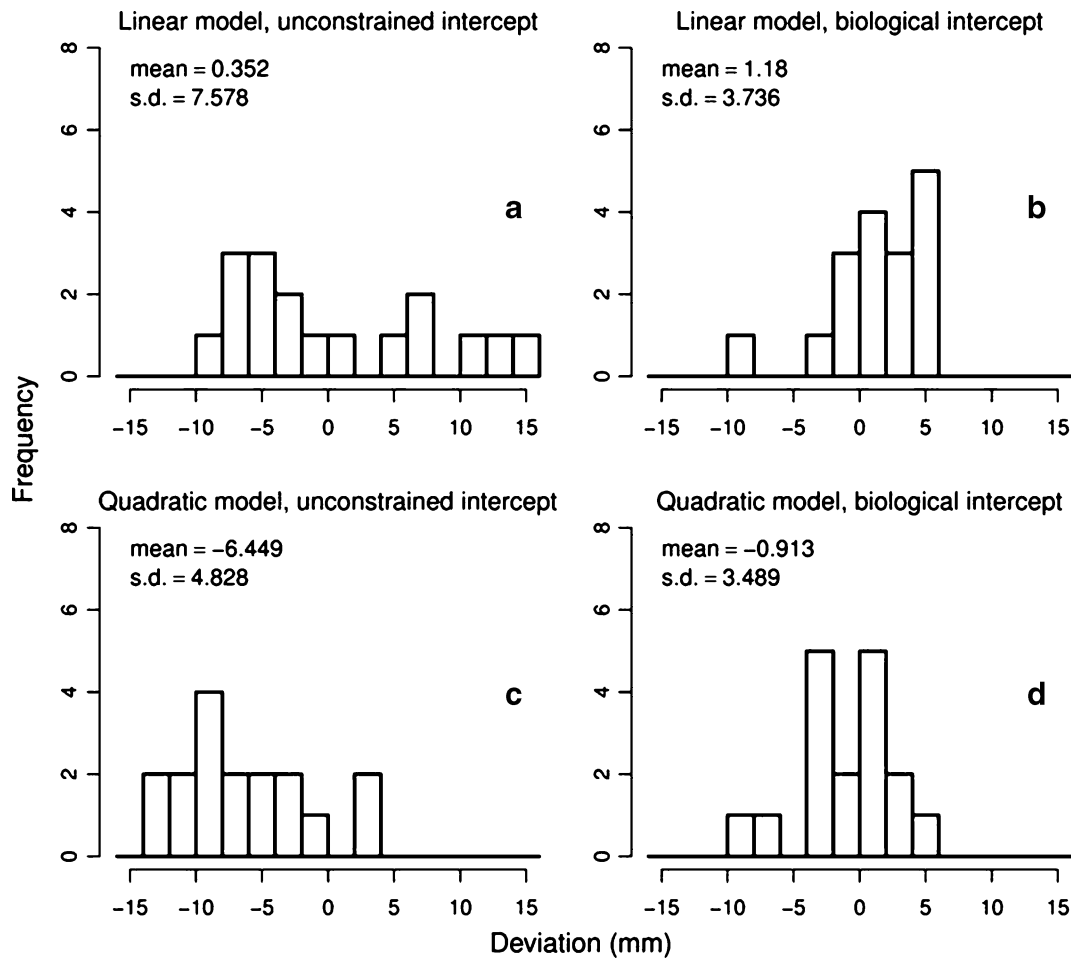 Linear model, unconstrained intercept
mean = 0.352
s.d. = 7.578
a
8
6
4
2
0
−15 −10 −5 0 5 10 15
Linear model, biological intercept
mean = 1.18
s.d. = 3.736
b
8
6
4
2
0
−15 −10 −5 0 5 10 15
Frequency
Quadratic model, unconstrained intercept
mean = −6.449
s.d. = 4.828
c
8
6
4
2
0
−15 −10 −5 0 5 10 15
Quadratic model, biological intercept
mean = −0.913
s.d. = 3.489
d
8
6
4
2
0
−15 −10 −5 0 5 10 15
Deviation (mm)